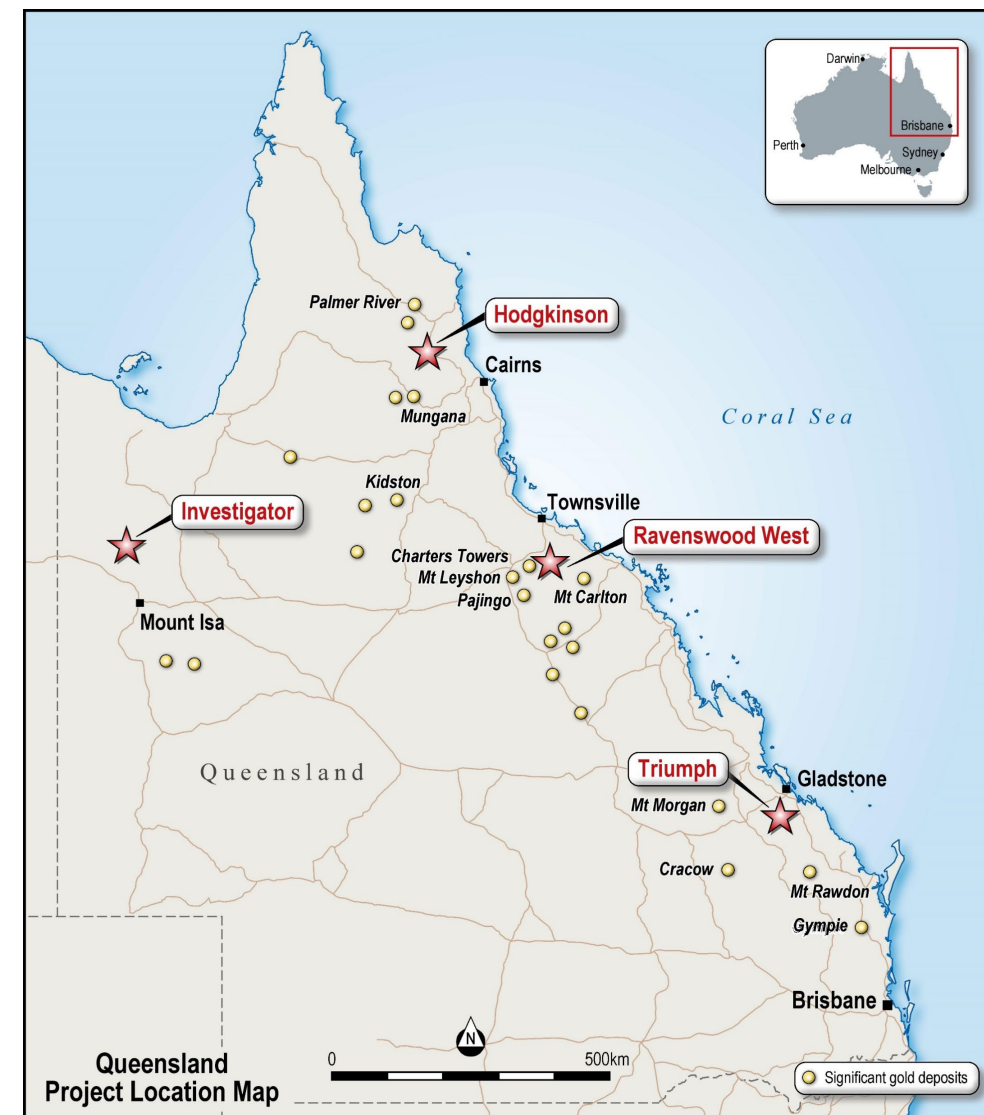 Darwin
Brisbane
Perth
Sydney
Melbourne
Palmer River
Hodgkinson
Cairns
Mungana
Coral Sea
Kidston
Investigator
Townsville
Ravenswood West
Charters Towers
Mt Leyshon
Pajingo
Mt Carlton
Mount Isa
Queensland
Triumph
Gladstone
Mt Morgan
Cracow
Mt Rawdon
Gympie
Brisbane
N
0
500km
Queensland
Project Location Map
Significant gold deposits